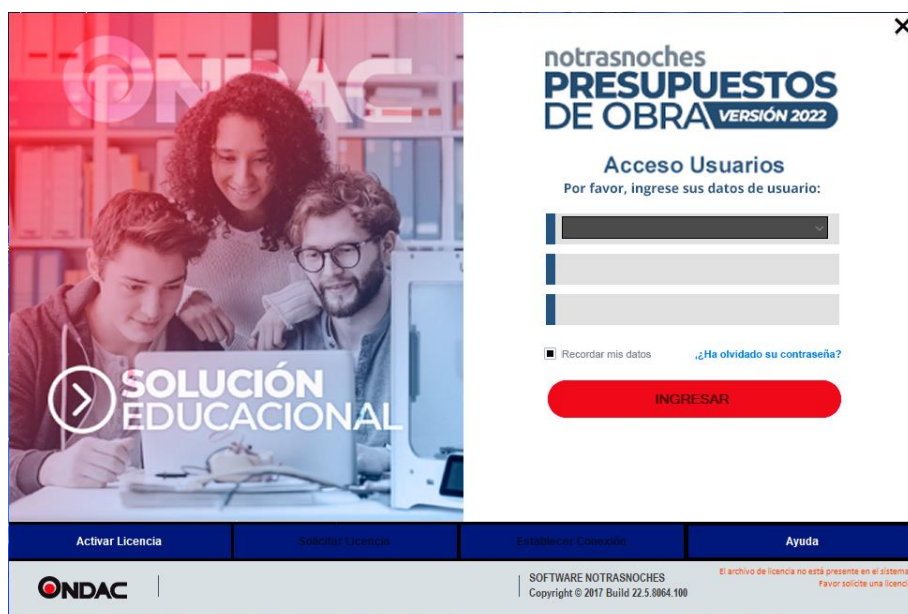 ONDAC
notrasnoches
PRESUPUESTOS
DE OBRA VERSIÓN 2022
Acceso Usuarios
Por favor, ingrese sus datos de usuario:
Recordar mis datos
¿Ha olvidado su contraseña?
INGRESAR
SOLUCIÓN
EDUCACIONAL
Activar Licencia
Solicitar Licencia
Establecer Conexión
Ayuda
ONDAC
SOFTWARE NOTRASNOCHES
Copyright © 2017 Build 22.5.8064.100
El archivo de licencia no está presente en el sistema
Favor solicite una licenci